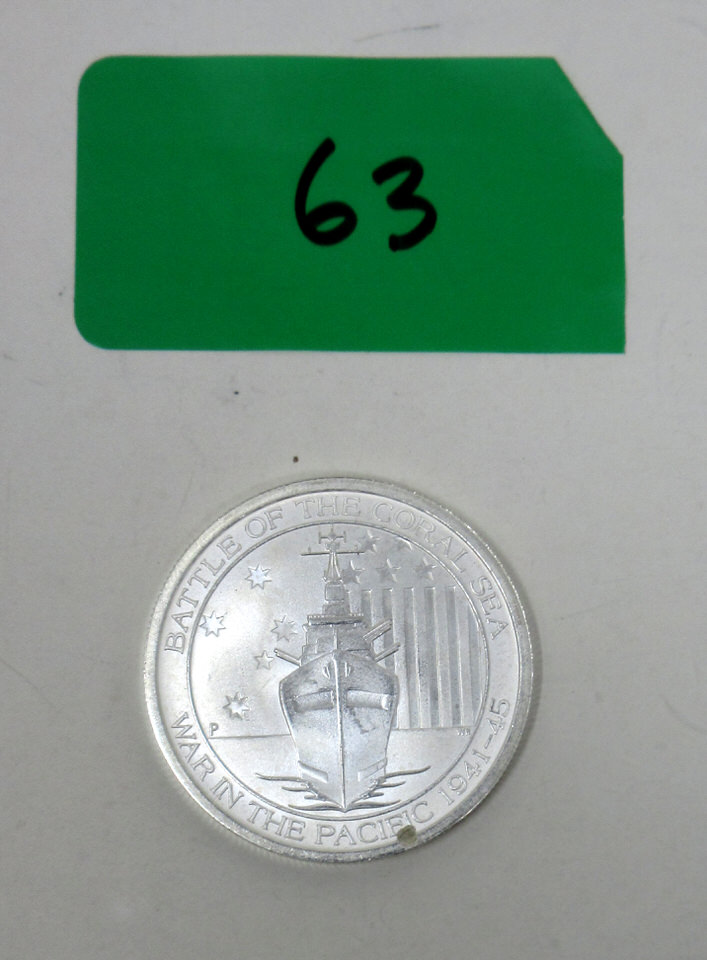 63
BATTLE OF THE CORAL SEA
P
WAR IN THE PACIFIC 1941-45